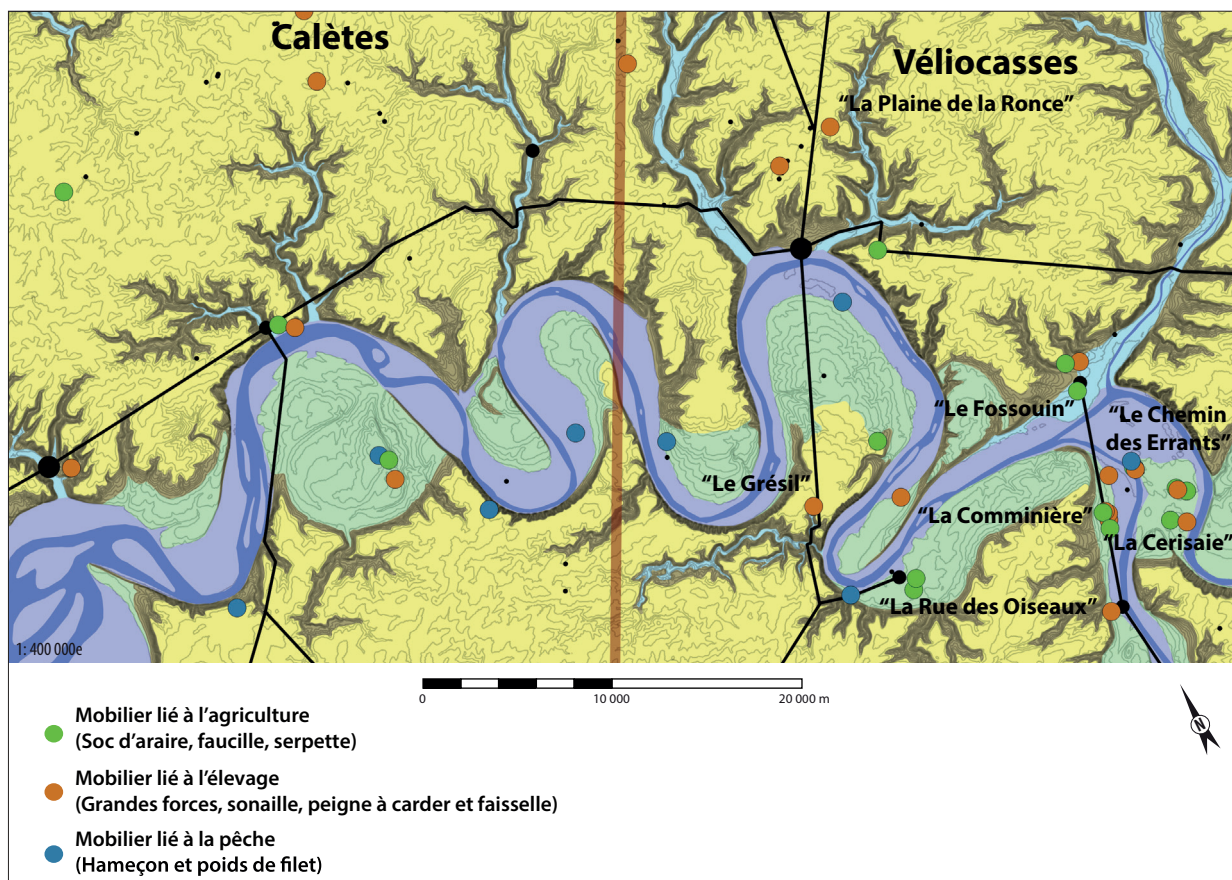 Calètes
Véliocasses
“La Plaine de la Ronce”
“Le Fossouin”
“Le Chemin
des Errants”
“Le Grésil”
“La Comminière”
“La Cerisaie”
“La Rue des Oiseaux”
1: 400 000e
0
10 000
20 000 m
N
Mobilier lié à l’agriculture
(Soc d’araire, faucille, serpette)
Mobilier lié à l’élevage
(Grandes forces, sonaille, peigne à carder et faisselle)
Mobilier lié à la pêche
(Hameçon et poids de filet)